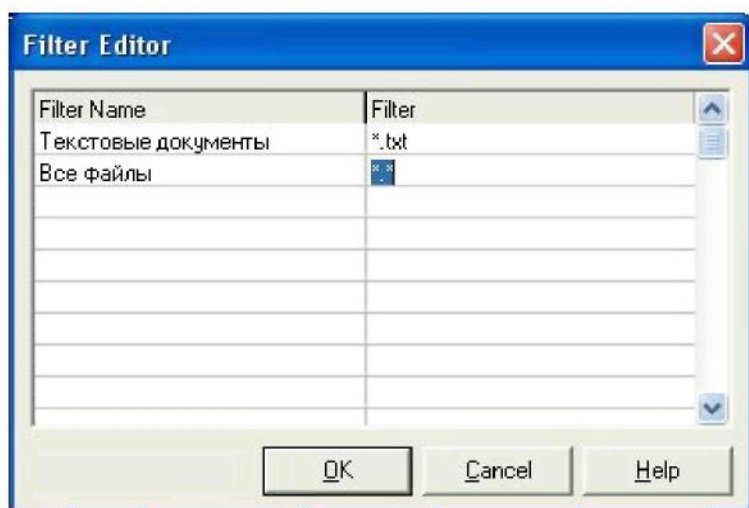 Filter Editor
Filter Name Filter
Текстовые документы *.txt
Все файлы *.*
OK Cancel Help